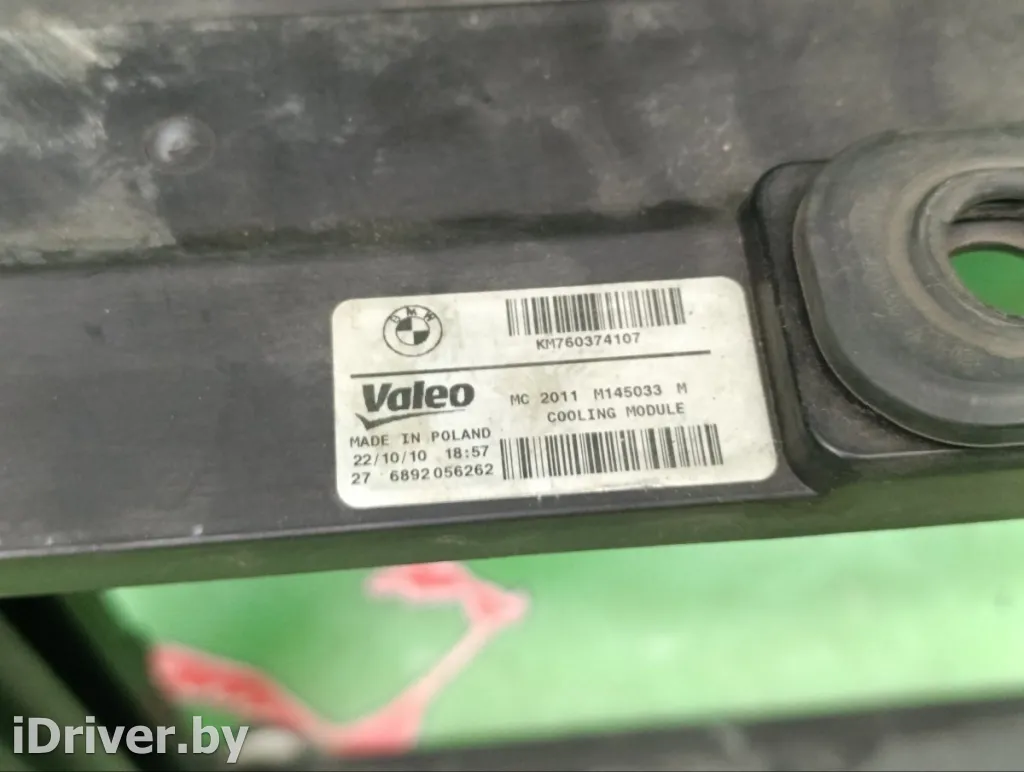 BMW
KM760374107
Valeo
MC 2011 M145033 M
COOLING MODULE
MADE IN POLAND
22/10/10 18:57
27 6892056262
iDriver.by